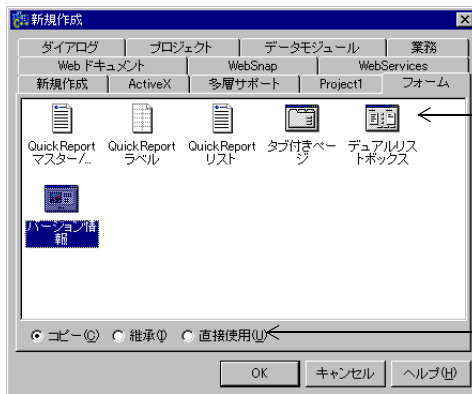 新規作成
ダイアログ プロジェクト データモジュール 業務
Web ドキュメント WebSnap WebServices
新規作成 ActiveX 多層サポート Project1 フォーム
QuickReport QuickReport QuickReport タブ付きペー デュアルリス
マスター/... ラベル リスト ジ トボックス
バージョン情
報
コピー(C) 継承(I) 直接使用(U)
OK キャンセル ヘルプ(H)